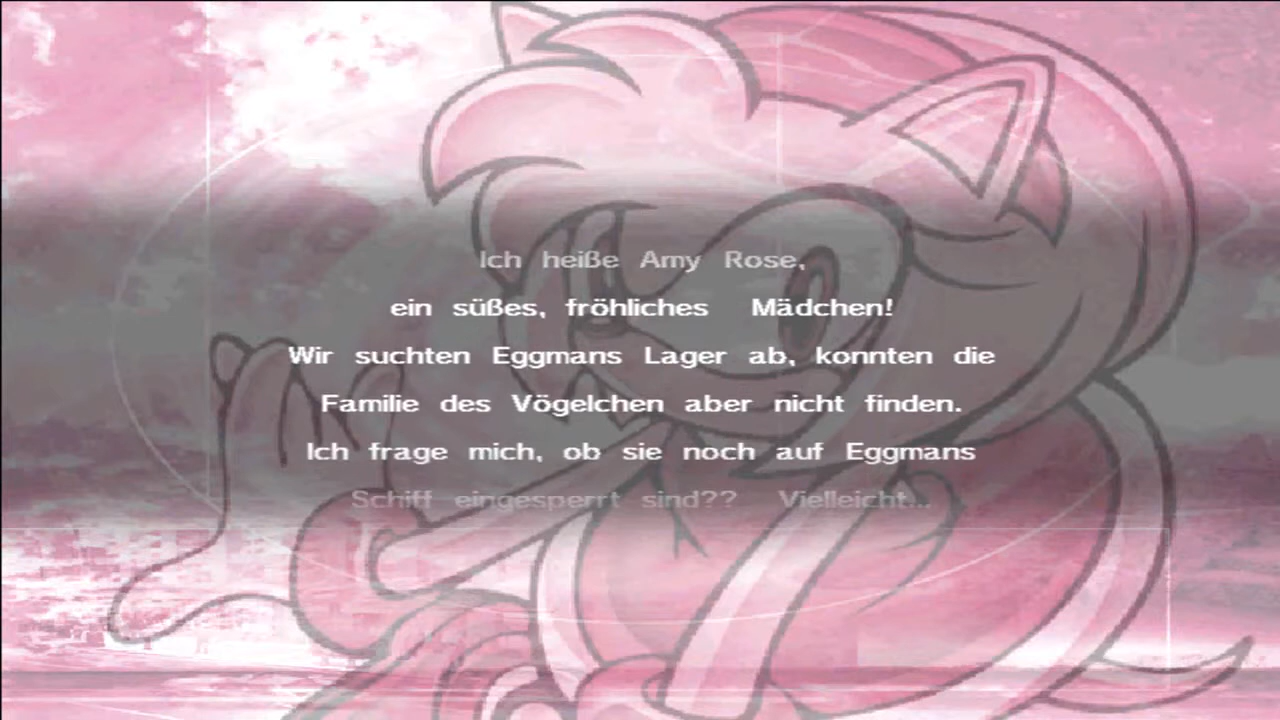 Ich heiße Amy Rose,
ein süßes, fröhliches Mädchen!
Wir suchten Eggmans Lager ab, konnten die
Familie des Vögelchen aber nicht finden.
Ich frage mich, ob sie noch auf Eggmans
Schiff eingesperrt sind?? Vielleicht...